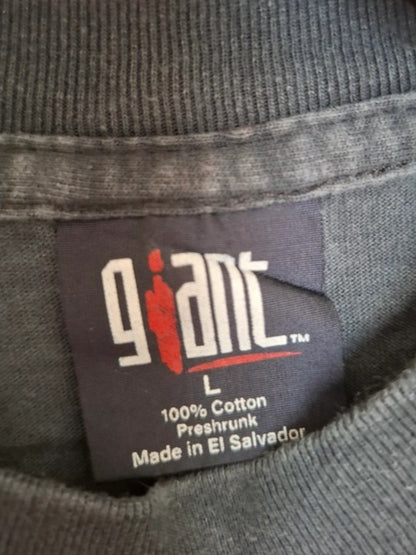 giant™
L
100% Cotton
Preshrunk
Made in El Salvador